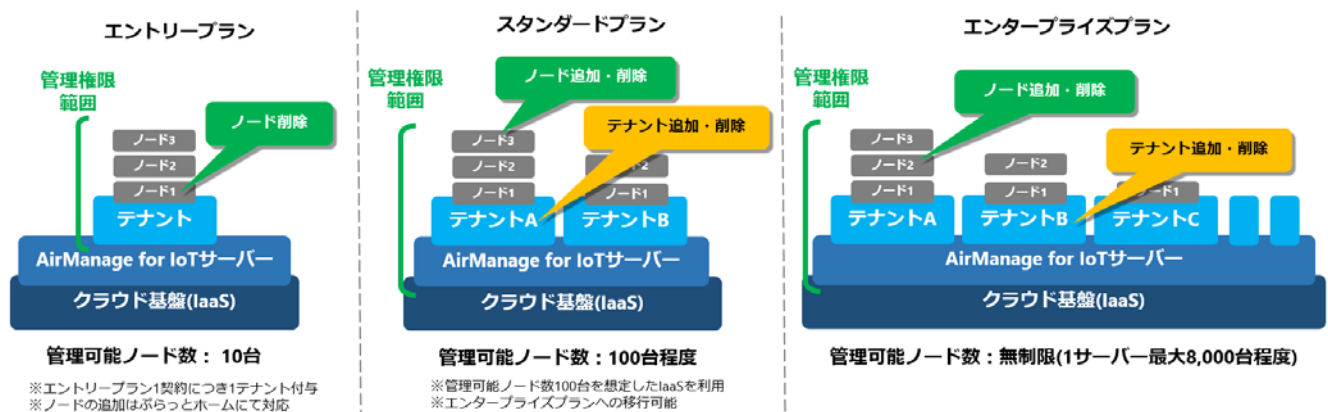 エントリープラン
管理権限
範囲
ノード削除
ノード3
ノード2
ノード1
テナント
AirManage for IoTサーバー
クラウド基盤(IaaS)
管理可能ノード数： 10台
※エントリープラン1契約につき1テナント付与
※ノードの追加はぷらっとホームにて対応
スタンダードプラン
管理権限
範囲
ノード追加・削除
テナント追加・削除
ノード3
ノード2
ノード1
テナントA
ノード2
ノード1
テナントB
AirManage for IoTサーバー
クラウド基盤(IaaS)
管理可能ノード数：100台程度
※管理可能ノード数100台を想定したIaaSを利用
※エンタープライズプランへの移行可能
エンタープライズプラン
管理権限
範囲
ノード追加・削除
テナント追加・削除
ノード3
ノード2
ノード1
テナントA
ノード2
ノード1
テナントB
ノード1
テナントC
AirManage for IoTサーバー
クラウド基盤(IaaS)
管理可能ノード数：無制限(1サーバー最大8,000台程度)